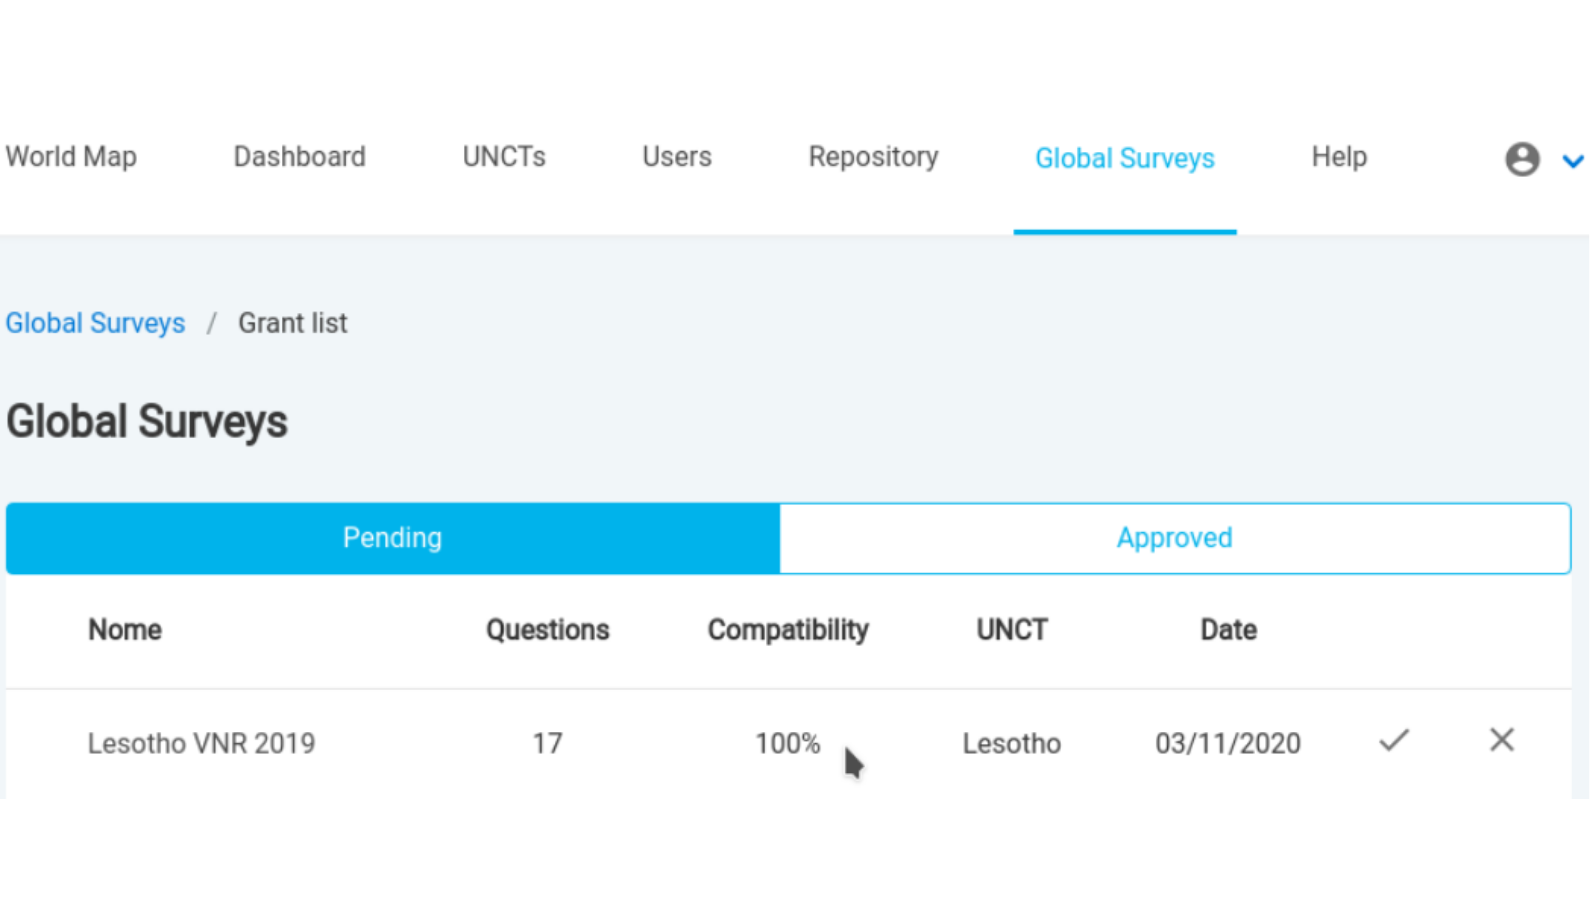 World Map Dashboard UNCTs Users Repository Global Surveys Help
Global Surveys / Grant list
Global Surveys
Pending Approved
Nome Questions Compatibility UNCT Date
Lesotho VNR 2019 17 100% Lesotho 03/11/2020